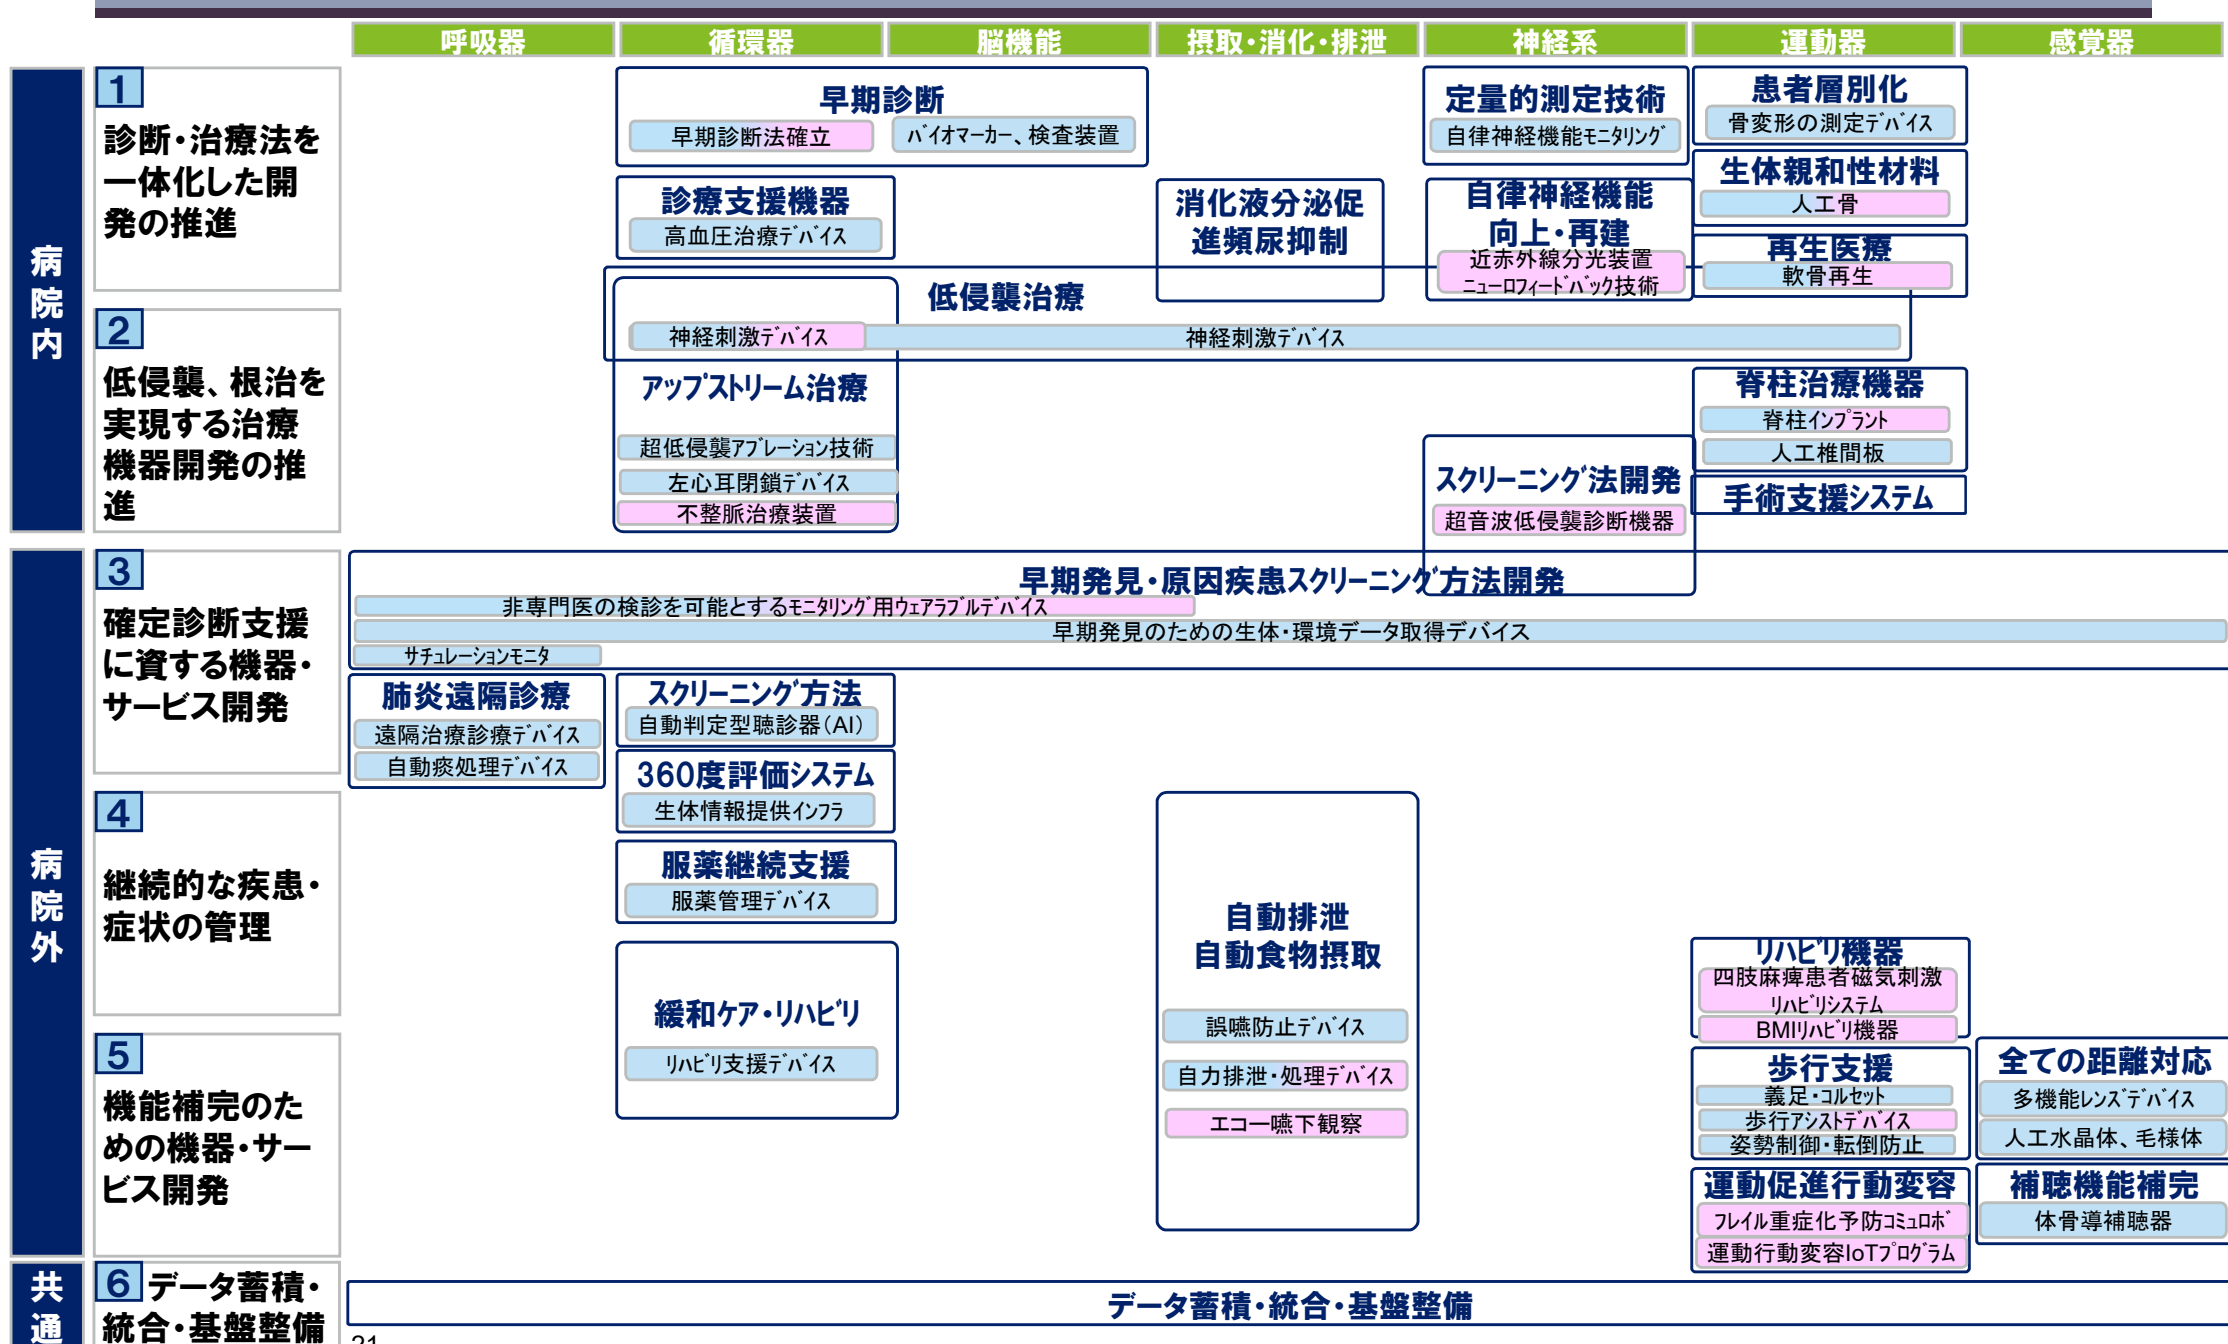 呼吸器
循環器
脳機能
摂取・消化・排泄
神経系
運動器
感覚器
病院内
1
診断・治療法を
一体化した開
発の推進
2
低侵襲、根治を
実現する治療
機器開発の推
進
早期診断
早期診断法確立
バイオマーカー、検査装置
診療支援機器
高血圧治療デバイス
消化液分泌促
進頻尿抑制
定量的測定技術
自律神経機能モニタリング
自律神経機能
向上・再建
近赤外線分光装置
ニューロフィードバック技術
患者層別化
骨変形の測定デバイス
生体親和性材料
人工骨
再生医療
軟骨再生
低侵襲治療
神経刺激デバイス
神経刺激デバイス
アップストリーム治療
超低侵襲アブレーション技術
左心耳閉鎖デバイス
不整脈治療装置
スクリーニング法開発
超音波低侵襲診断機器
脊柱治療機器
脊柱インプラント
人工椎間板
手術支援システム
病院外
3
確定診断支援
に資する機器・
サービス開発
4
継続的な疾患・
症状の管理
5
機能補完のた
めの機器・サー
ビス開発
早期発見・原因疾患スクリーニング方法開発
非専門医の検診を可能とするモニタリング用ウェアラブルデバイス
早期発見のための生体・環境データ取得デバイス
サチュレーションモニタ
肺炎遠隔診療
遠隔治療診療デバイス
自動痰処理デバイス
スクリーニング方法
自動判定型聴診器(AI)
360度評価システム
生体情報提供インフラ
服薬継続支援
服薬管理デバイス
緩和ケア・リハビリ
リハビリ支援デバイス
自動排泄
自動食物摂取
誤嚥防止デバイス
自力排泄・処理デバイス
エコー嚥下観察
リハビリ機器
四肢麻痺患者磁気刺激
リハビリシステム
BMIリハビリ機器
歩行支援
義足・コルセット
歩行アシストデバイス
姿勢制御・転倒防止
運動促進行動変容
フレイル重症化予防コミュロボ
運動行動変容IoTプログラム
全ての距離対応
多機能レンズデバイス
人工水晶体、毛様体
補聴機能補完
体骨導補聴器
共通
6 データ蓄積・
統合・基盤整備
データ蓄積・統合・基盤整備
21